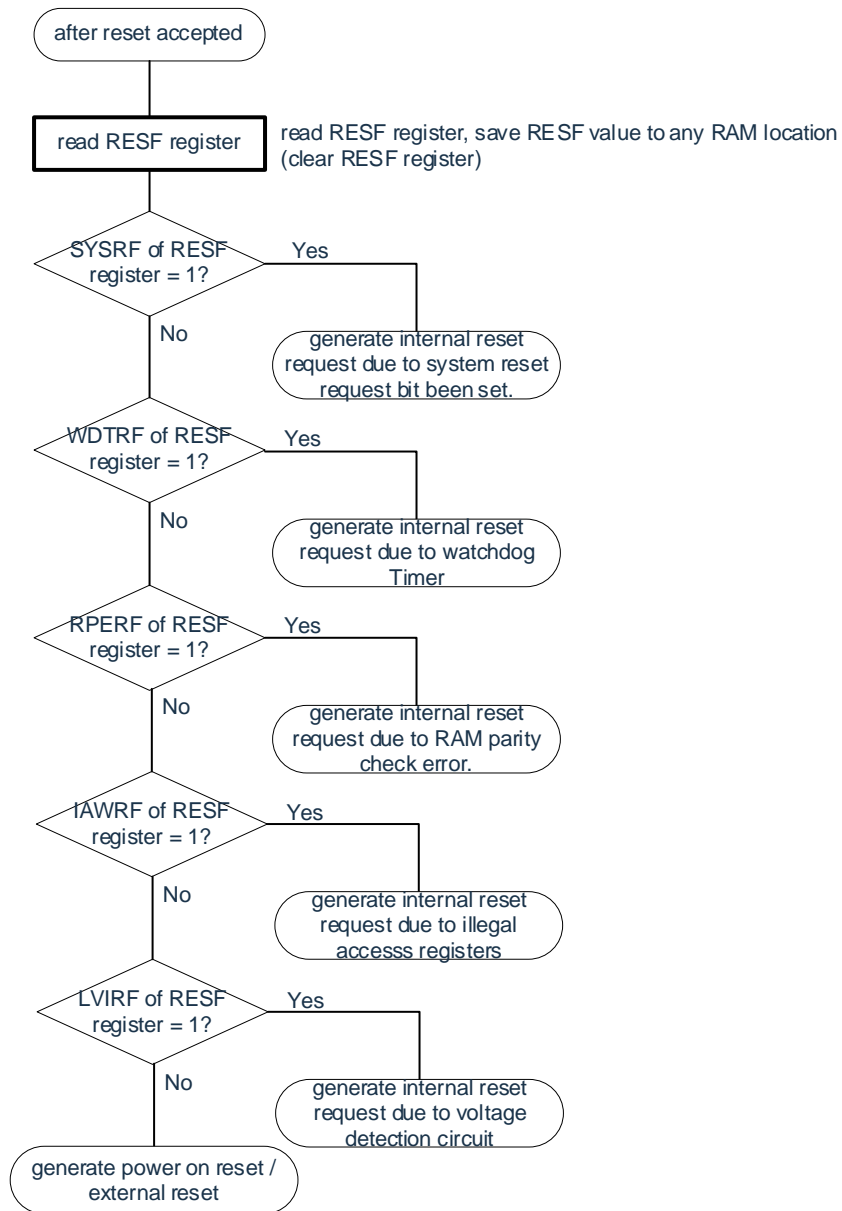 after reset accepted
read RESF register
read RESF register, save RESF value to any RAM location
(clear RESF register)
SYSRF of RESF
register = 1?
Yes
No
generate internal reset
request due to system reset
request bit been set.
WDTRF of RESF
register = 1?
Yes
No
generate internal reset
request due to watchdog
Timer
RPERF of RESF
register = 1?
Yes
No
generate internal reset
request due to RAM parity
check error.
IAWRF of RESF
register = 1?
Yes
No
generate internal reset
request due to illegal
accesss registers
LVIRF of RESF
register = 1?
Yes
No
generate internal reset
request due to voltage
detection circuit
generate power on reset /
external reset